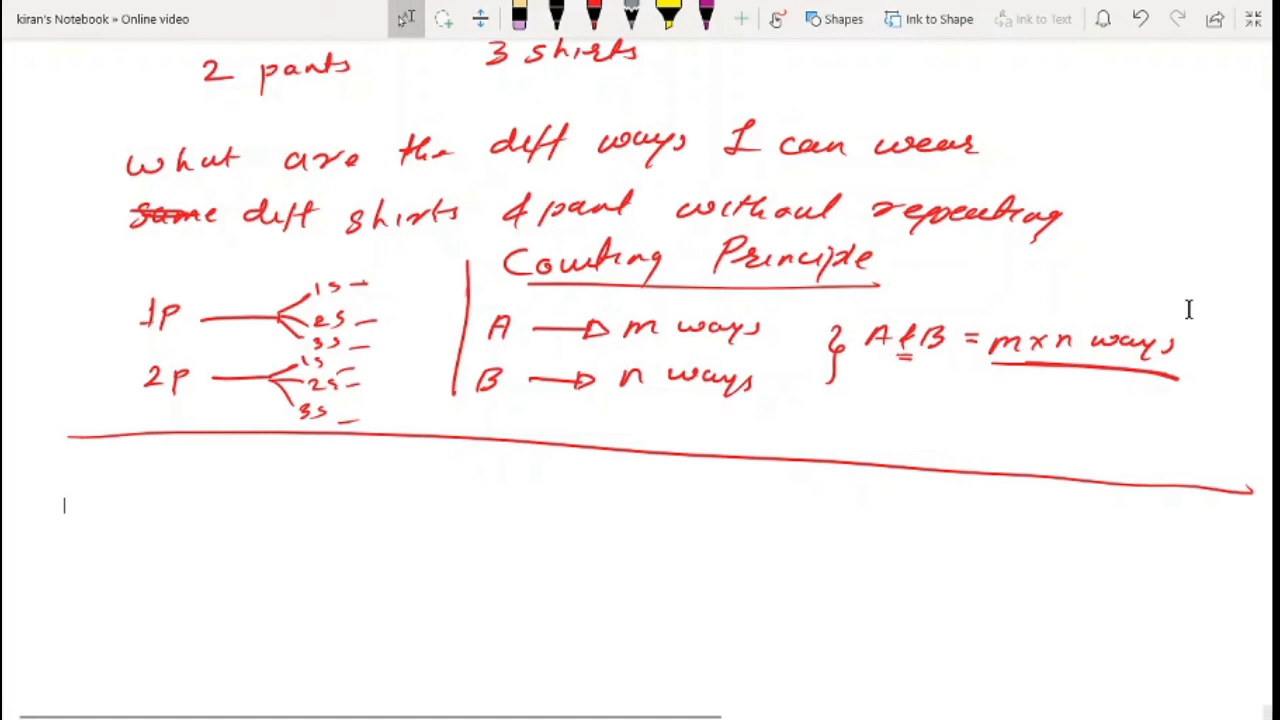 kiran's Notebook » Online video
Shapes Ink to Shape Ink to Text
2 pants 3 shirts
what are the diff ways I can wear
same diff shirts & pant without repeating
Counting Principle
1P 1S
2S
3S
2P 1S
2S
3S
A → m ways
B → n ways
} A & B = m x n ways